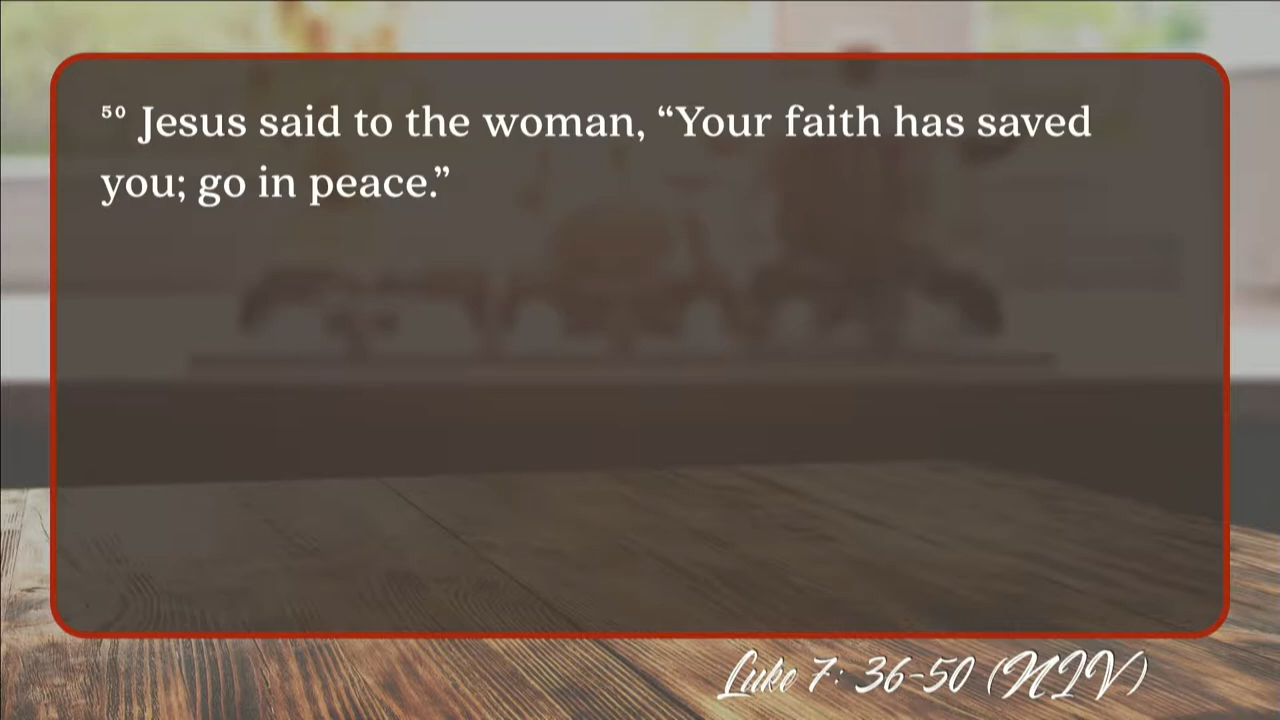 ⁵⁰ Jesus said to the woman, “Your faith has saved
you; go in peace.”
Luke 7: 36-50 (NIV)